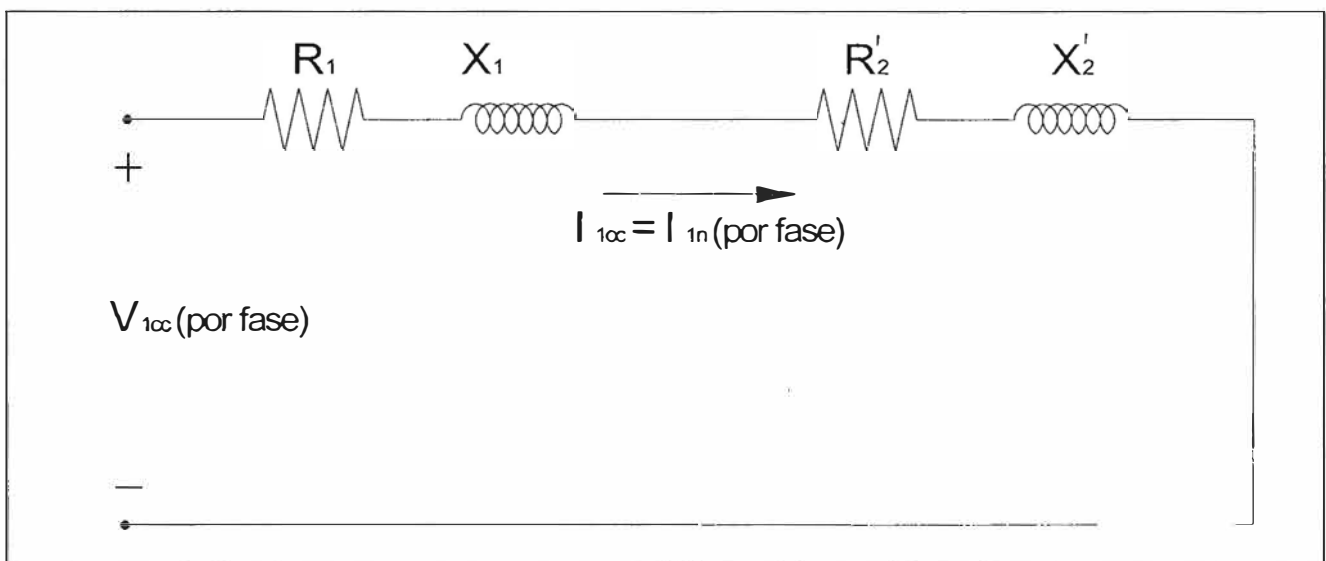 R₁ X₁ R'₂ X'₂
+
I 1cc = I 1n (por fase)
V 1cc (por fase)
−